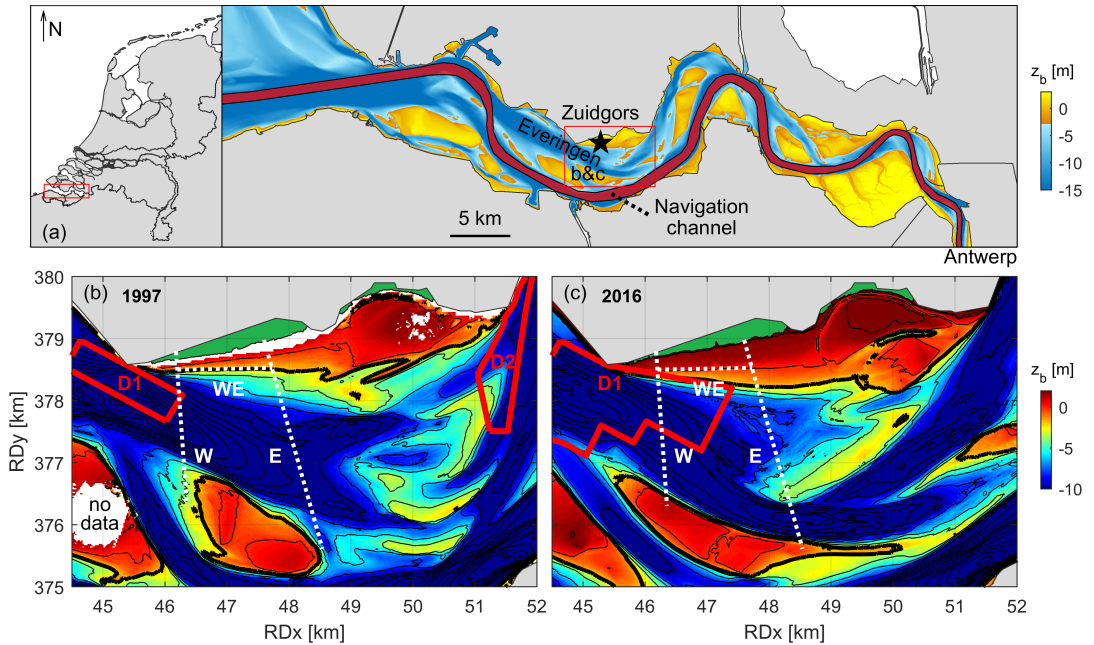 N
(a)
Zuidgors
Everingen
b&c
5 km
Navigation
channel
Antwerp
z_b [m]
0
-5
-10
-15
380
379
378
377
376
375
RDy [km]
(b) 1997
D1
D2
WE
W
E
no
data
45 46 47 48 49 50 51 52
RDx [km]
(c) 2016
D1
WE
W
E
45 46 47 48 49 50 51 52
RDx [km]
z_b [m]
0
-5
-10